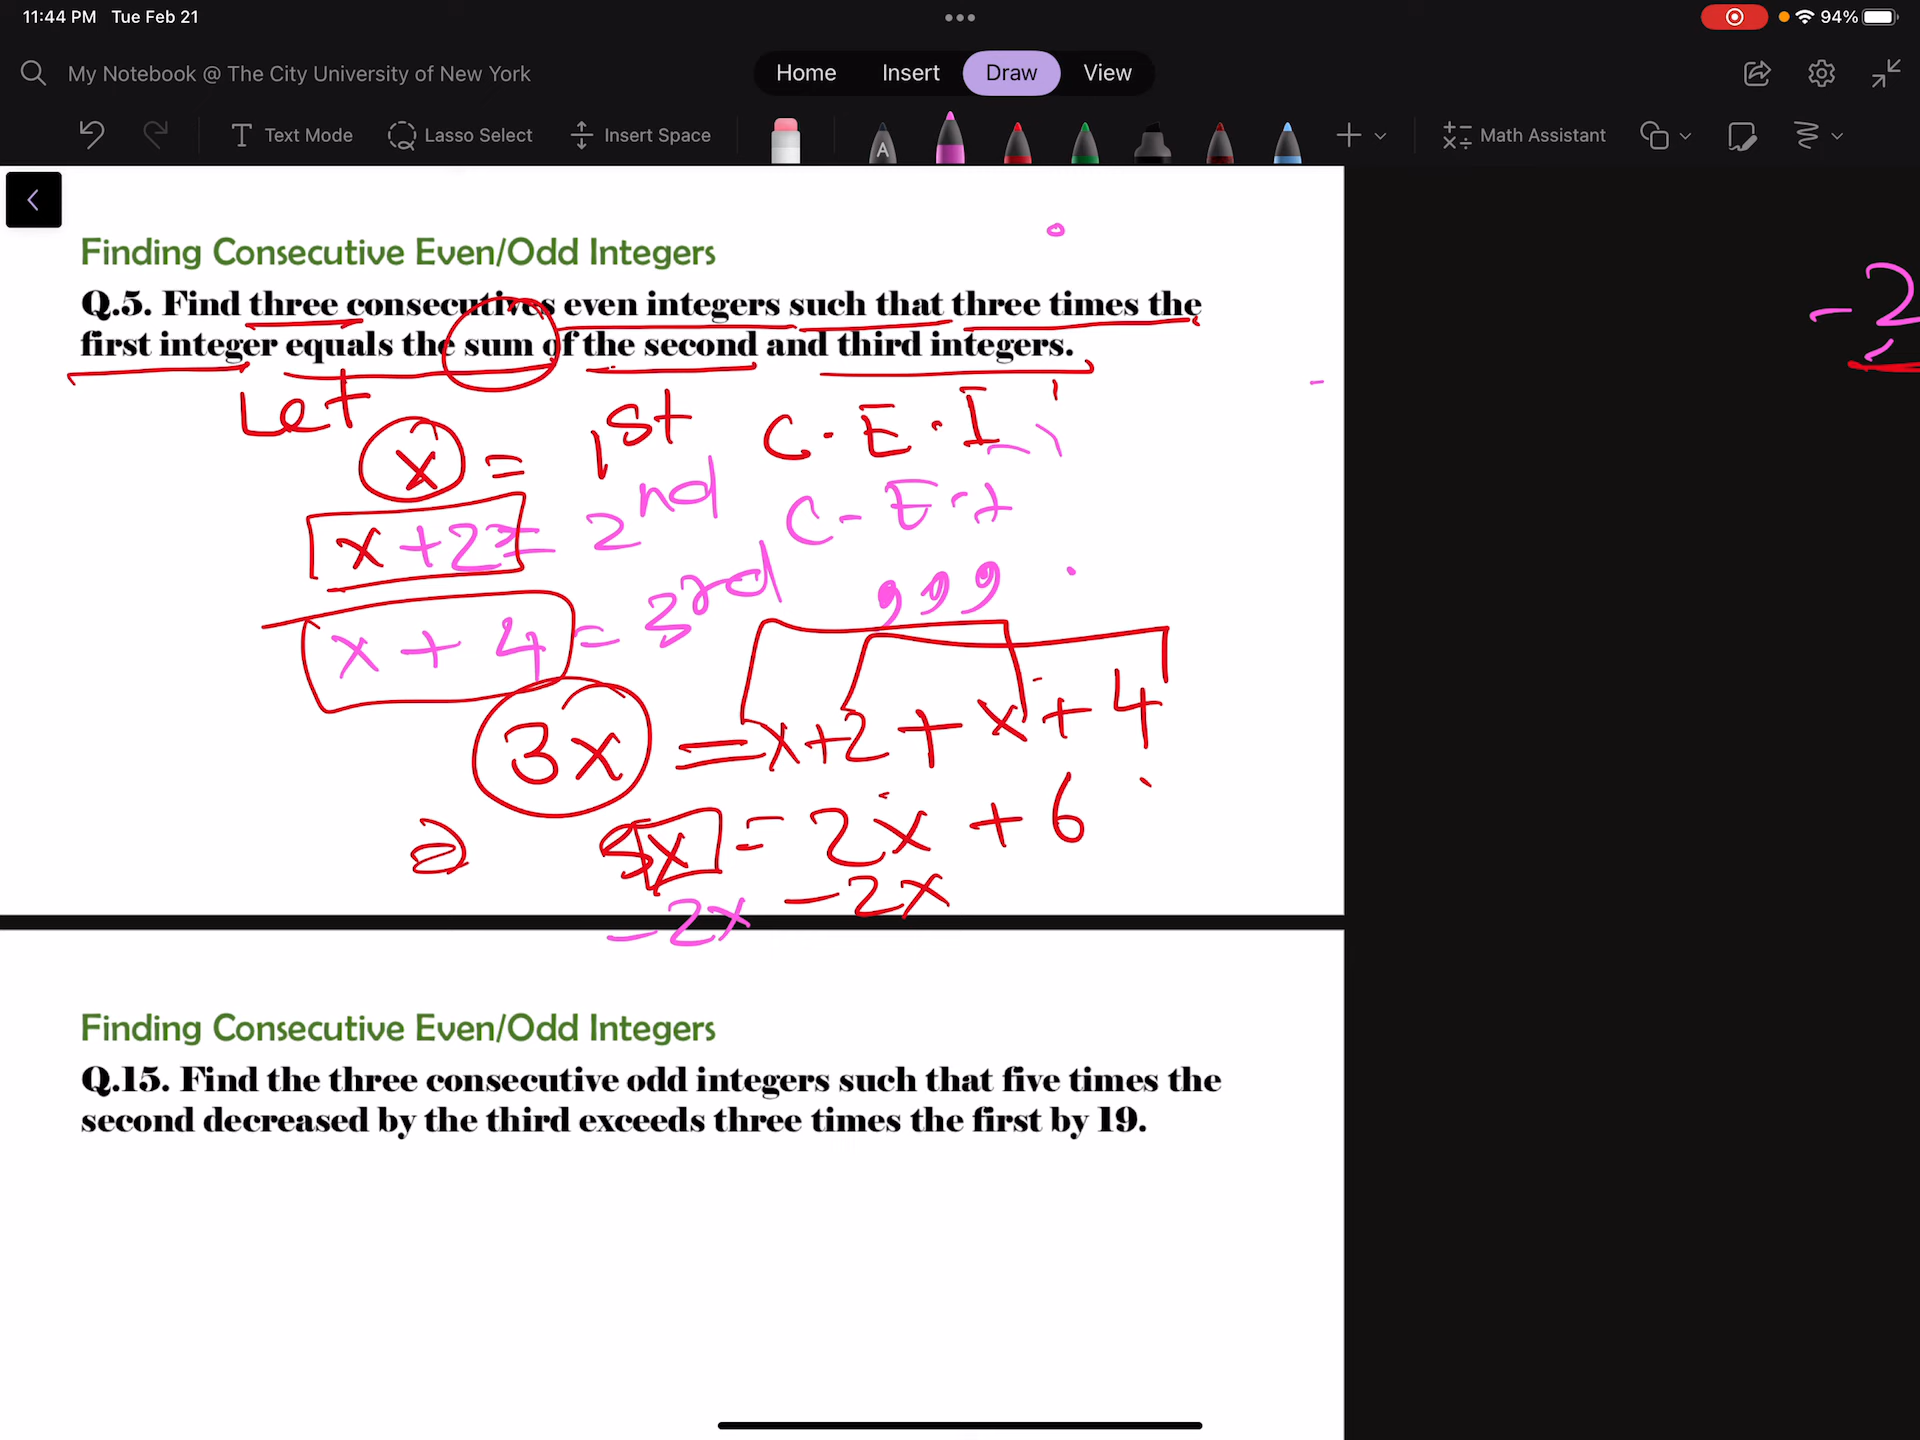 11:44 PM Tue Feb 21
94%
My Notebook @ The City University of New York
Home Insert Draw View
Text Mode Lasso Select Insert Space
A
Math Assistant
Finding Consecutive Even/Odd Integers
Q.5. Find three consecutives even integers such that three times the
first integer equals the sum of the second and third integers.
-2
Let
x = 1st C.E.I
x+2 = 2nd C-E.I
x + 4 = 3rd 999
3x = x+2 + x + 4
x = 2x + 6
-2x -2x
Finding Consecutive Even/Odd Integers
Q.15. Find the three consecutive odd integers such that five times the
second decreased by the third exceeds three times the first by 19.